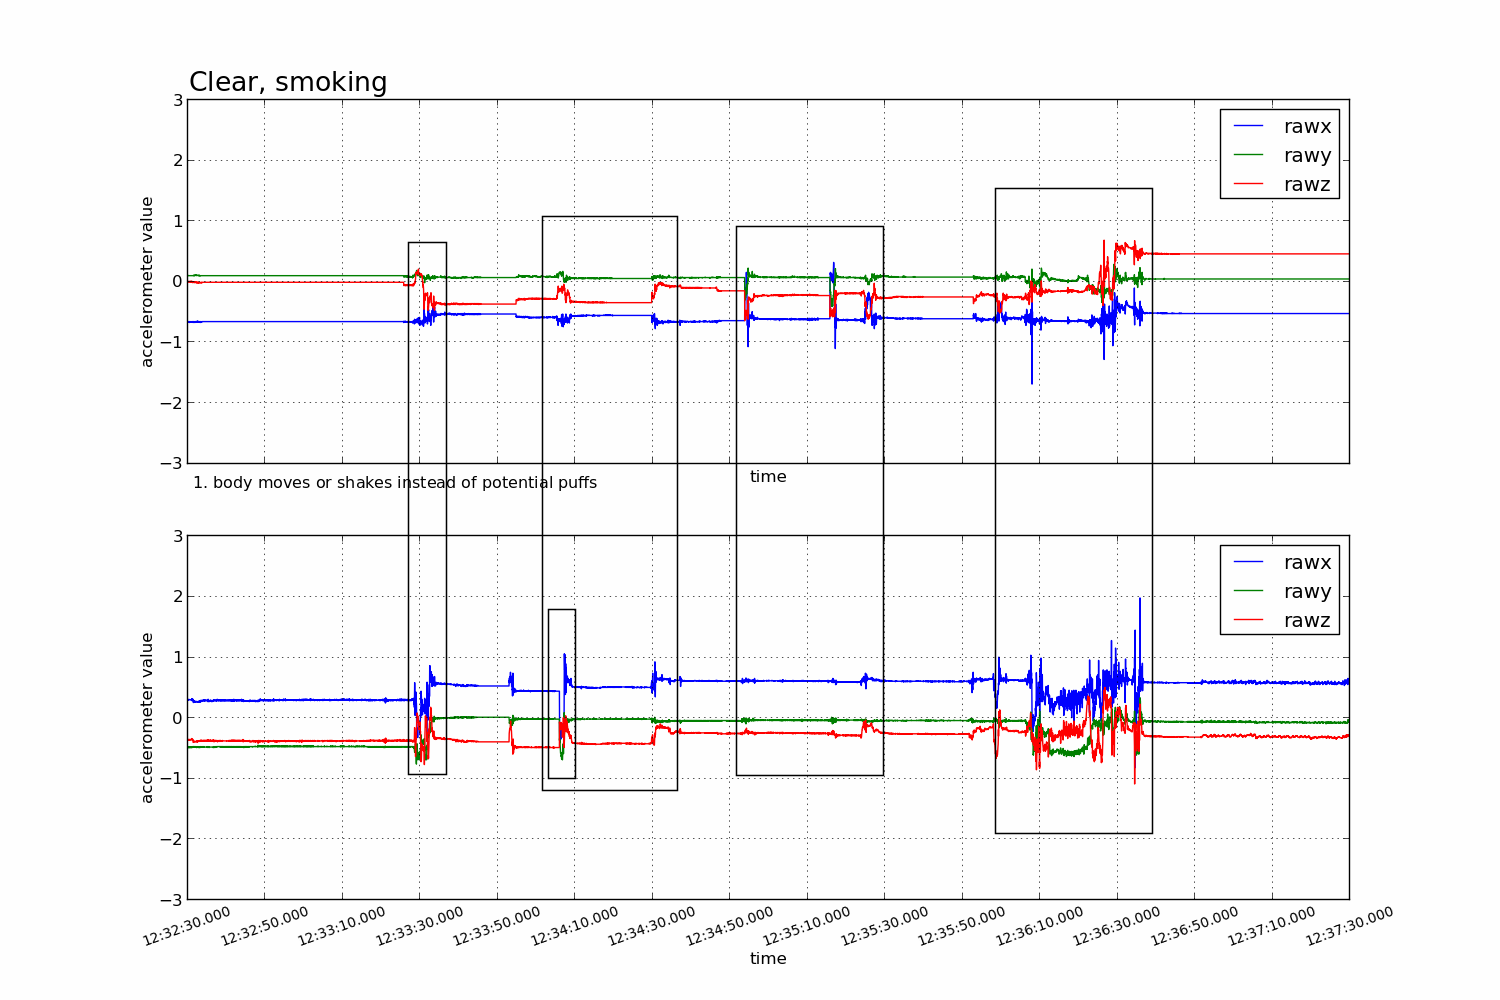 Clear, smoking
3
2
1
0
−1
−2
−3
accelerometer value
rawx
rawy
rawz
time
1. body moves or shakes instead of potential puffs
3
2
1
0
−1
−2
−3
accelerometer value
rawx
rawy
rawz
12:32:30.000
12:32:50.000
12:33:10.000
12:33:30.000
12:33:50.000
12:34:10.000
12:34:30.000
12:34:50.000
12:35:10.000
12:35:30.000
12:35:50.000
12:36:10.000
12:36:30.000
12:36:50.000
12:37:10.000
12:37:30.000
time